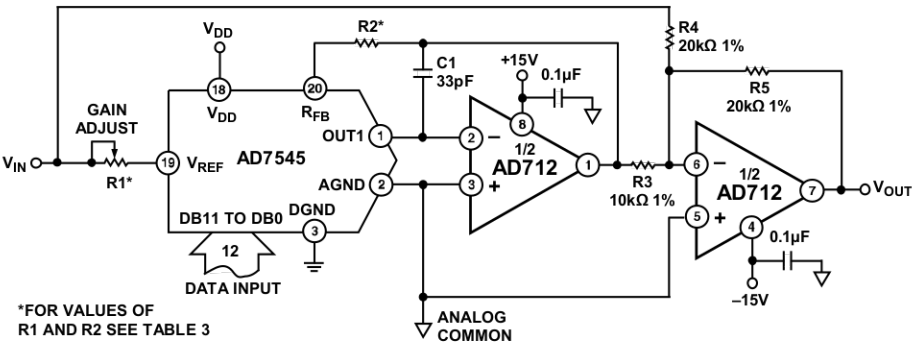 VDD
R2*
R4
20kΩ 1%
+15V
0.1µF
C1
33pF
R5
20kΩ 1%
GAIN
ADJUST
18
VDD
20
RFB
8
VIN
R1*
19
VREF
AD7545
OUT1
1
2
−
1/2
AD712
1
AGND
2
3
+
R3
10kΩ 1%
6
−
1/2
AD712
7
VOUT
5
+
4
0.1µF
−15V
DB11 TO DB0
DGND
3
12
DATA INPUT
ANALOG
COMMON
*FOR VALUES OF
R1 AND R2 SEE TABLE 3